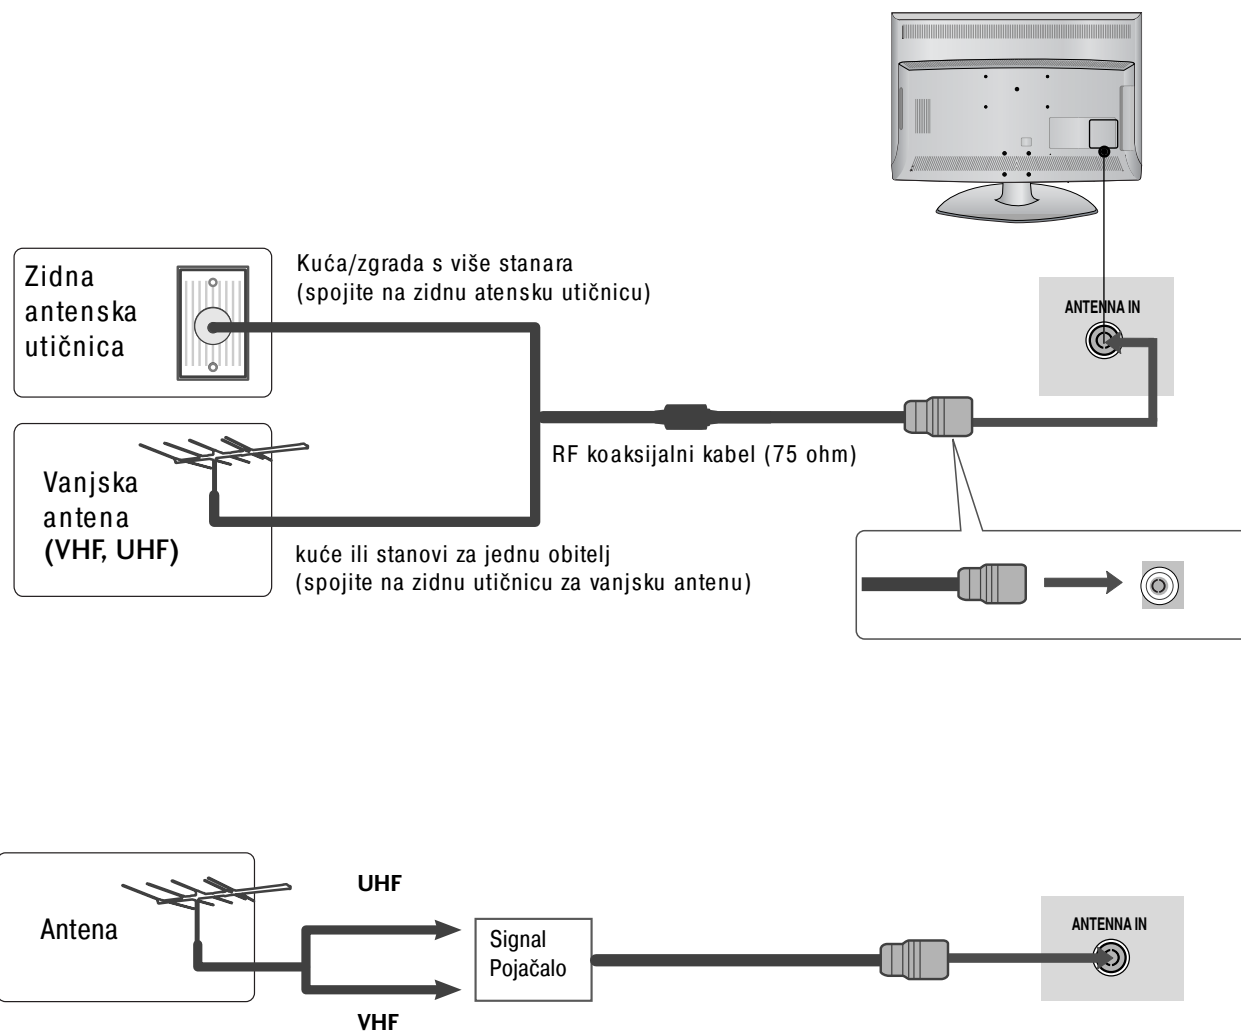 Zidna
antenska
utičnica
Kuća/zgrada s više stanara
(spojite na zidnu atensku utičnicu)
ANTENNA IN
RF koaksijalni kabel (75 ohm)
Vanjska
antena
(VHF, UHF)
kuće ili stanovi za jednu obitelj
(spojite na zidnu utičnicu za vanjsku antenu)
Antena
UHF
VHF
Signal
Pojačalo
ANTENNA IN